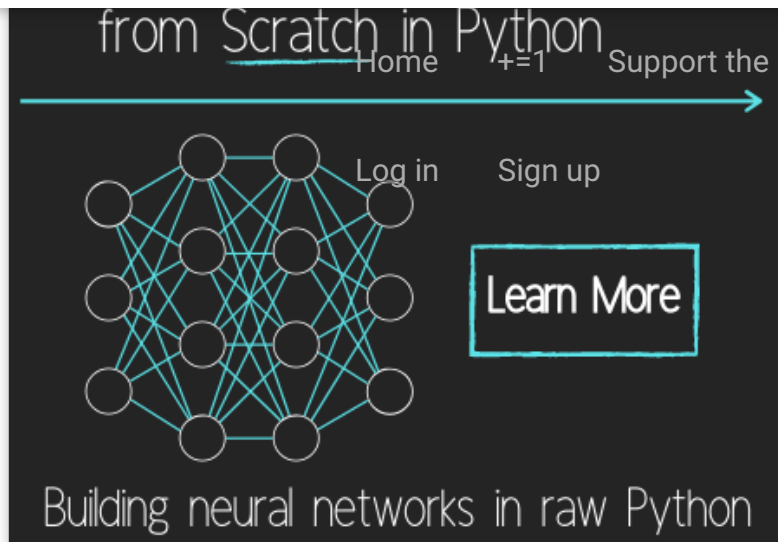 from Scratch in Python
Home +=1 Support the
Log in Sign up
Learn More
Building neural networks in raw Python